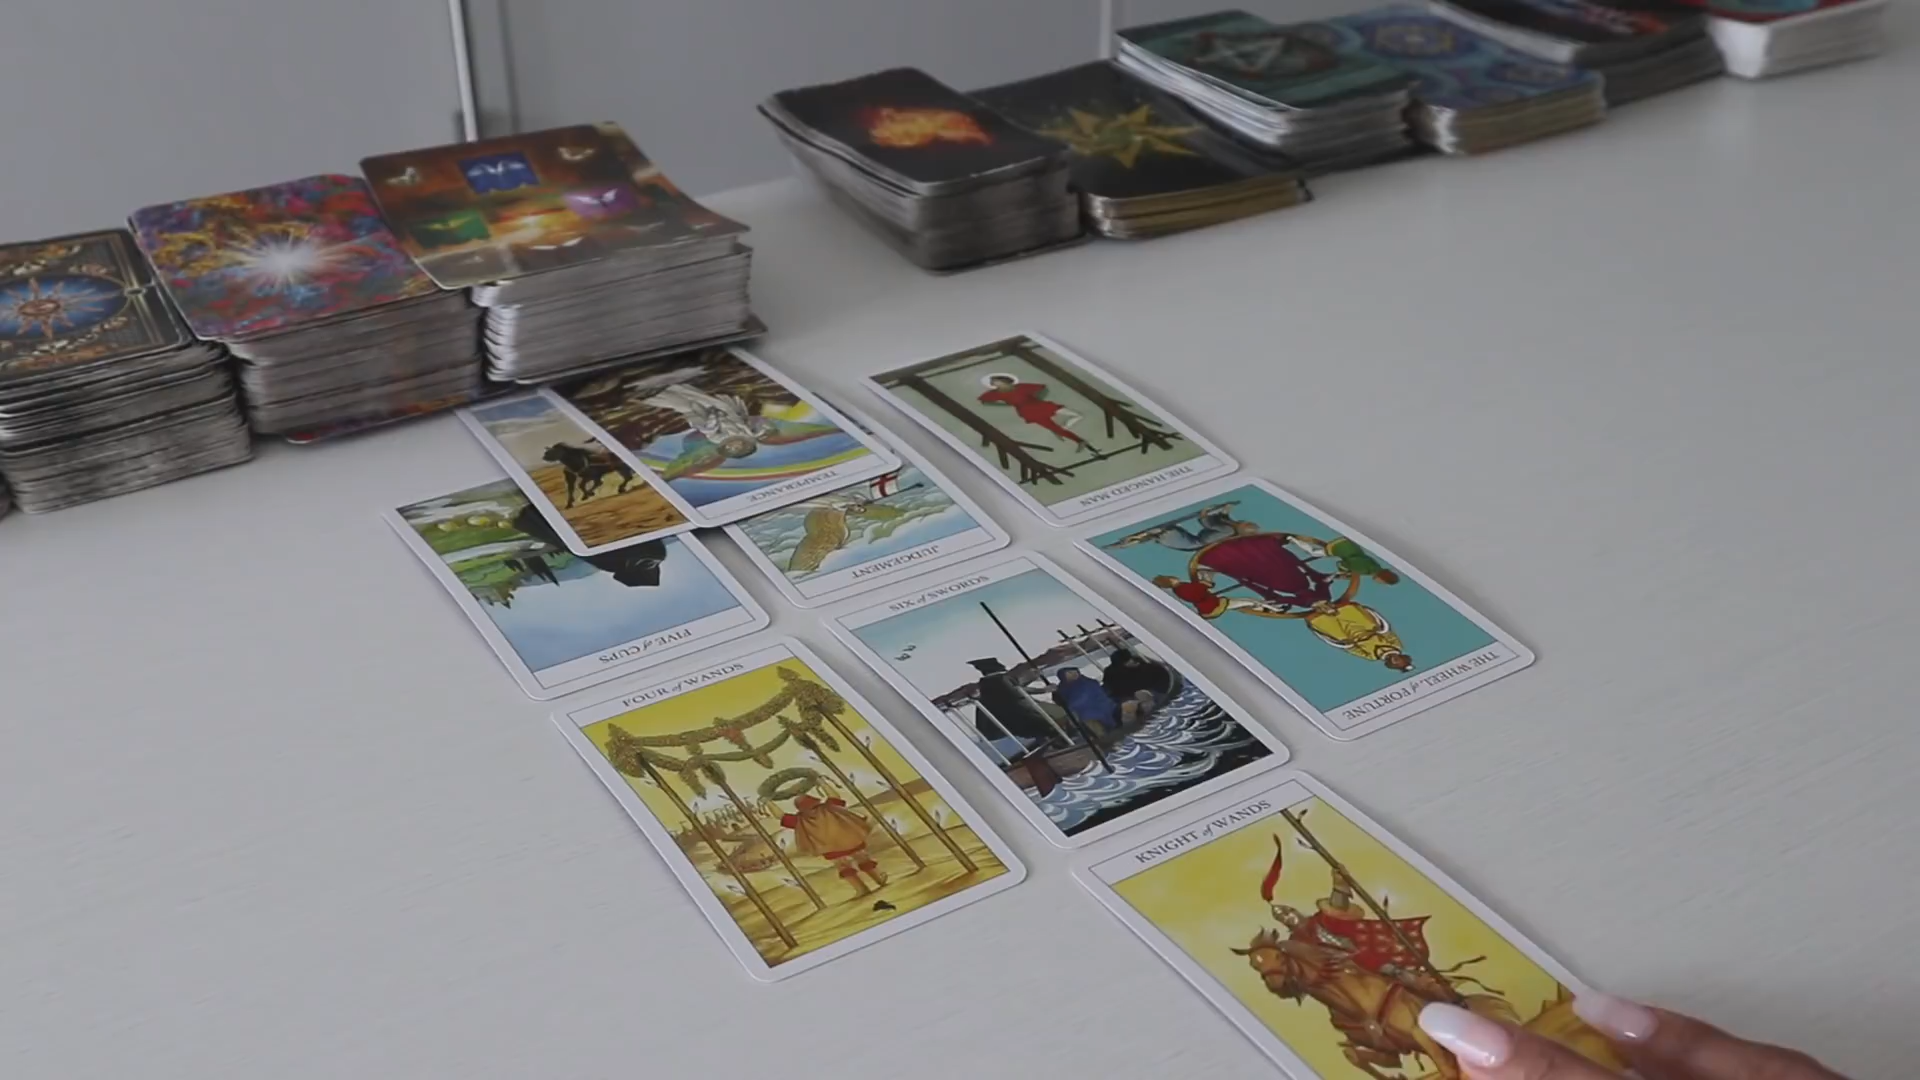 TEMPERANCE
THE HANGED MAN
JUDGEMENT
FIVE of CUPS
SIX of SWORDS
THE WHEEL of FORTUNE
FOUR of WANDS
KNIGHT of WANDS